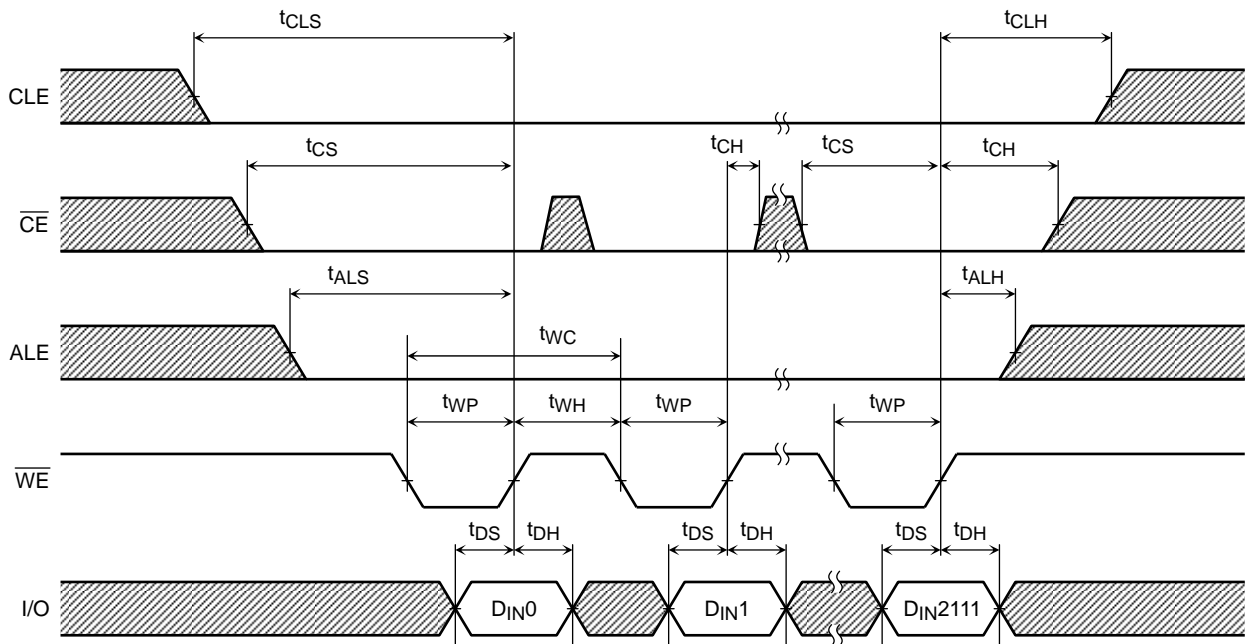 tCLS
tCLH
CLE
tCS
tCH
tCS
tCH
CE
tALS
tALH
ALE
tWC
tWP
tWH
tWP
tWP
WE
tDS
tDH
tDS
tDH
tDS
tDH
I/O
DIN0
DIN1
DIN2111